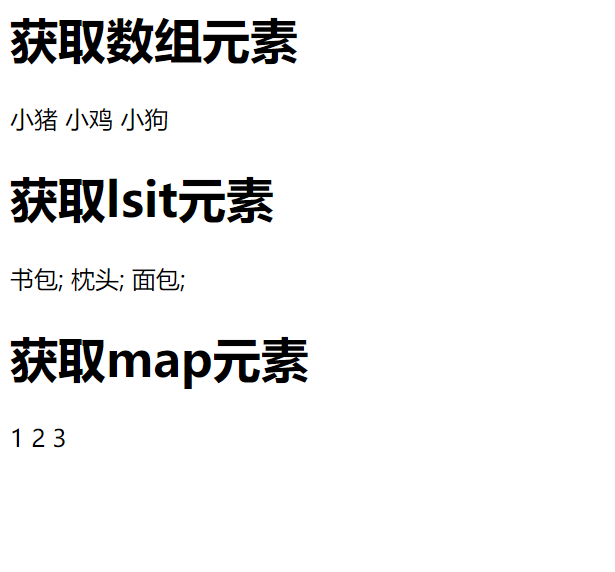 获取数组元素
小猪 小鸡 小狗
获取lsit元素
书包; 枕头; 面包;
获取map元素
1 2 3